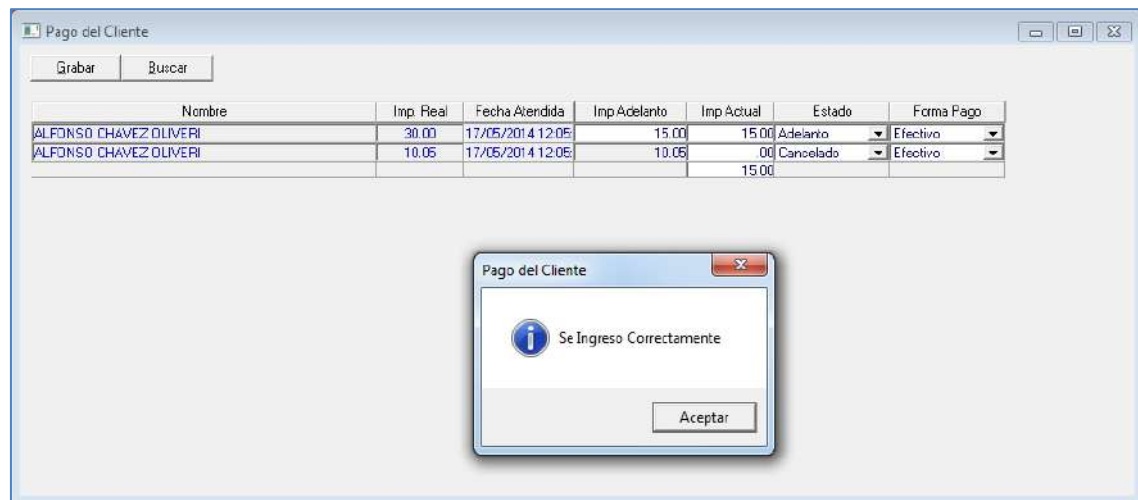 Pago del Cliente
Grabar Buscar
Nombre Imp. Real Fecha Atendida Imp Adelanto Imp Actual Estado Forma Pago
ALFONSO CHAVEZ OLIVERI 30.00 17/05/2014 12:05: 15.00 15.00 Adelanto Efectivo
ALFONSO CHAVEZ OLIVERI 10.05 17/05/2014 12:05: 10.05 .00 Cancelado Efectivo
15.00
Pago del Cliente
Se Ingreso Correctamente
Aceptar